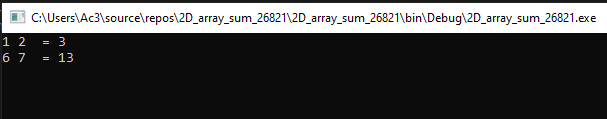 C:\Users\Ac3\source\repos\2D_array_sum_26821\2D_array_sum_26821\bin\Debug\2D_array_sum_26821.exe
1 2  = 3
6 7  = 13